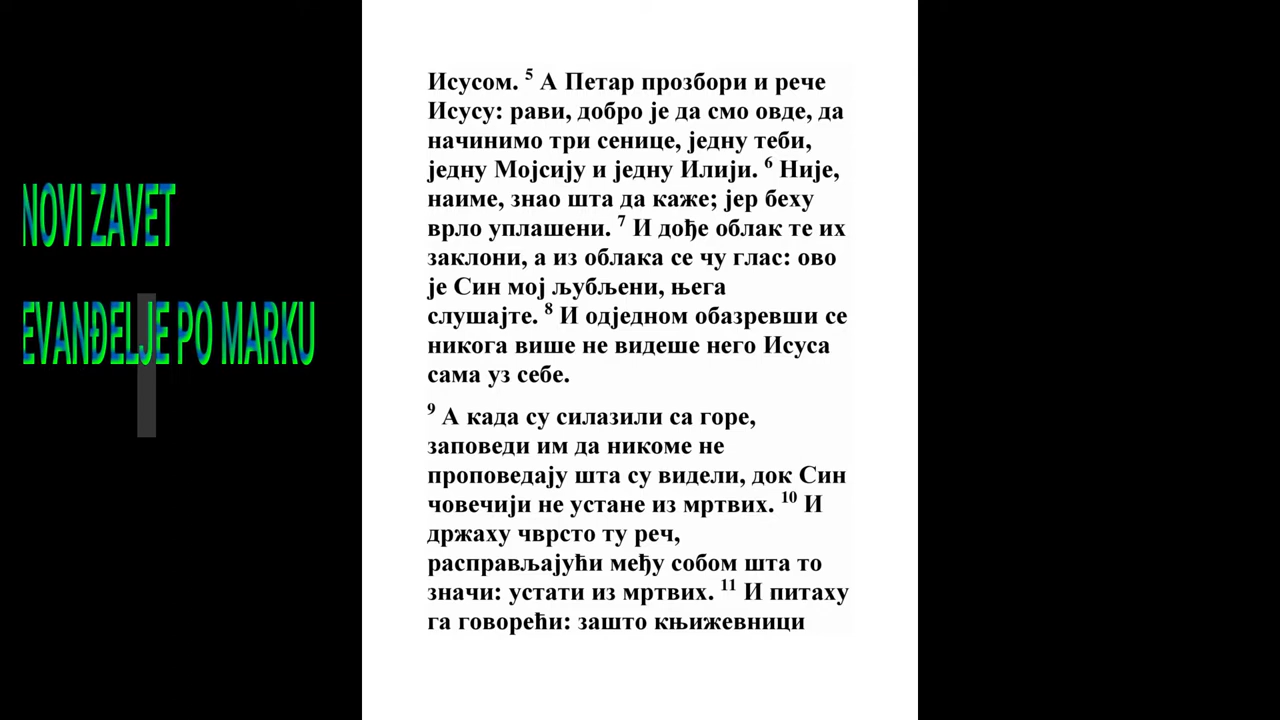 NOVI ZAVET
EVANĐELJE PO MARKU
Исусом. 5 А Петар прозбори и рече
Исусу: рави, добро је да смо овде, да
начинимо три сенице, једну теби,
једну Мојсију и једну Илији. 6 Није,
наиме, знао шта да каже; јер беху
врло уплашени. 7 И дође облак те их
заклони, а из облака се чу глас: ово
је Син мој љубљени, њега
слушајте. 8 И одједном обазревши се
никога више не видеше него Исуса
сама уз себе.
9 А када су силазили са горе,
заповеди им да никоме не
проповедају шта су видели, док Син
човечији не устане из мртвих. 10 И
држаху чврсто ту реч,
расправљајући међу собом шта то
значи: устати из мртвих. 11 И питаху
га говорећи: зашто књижевници